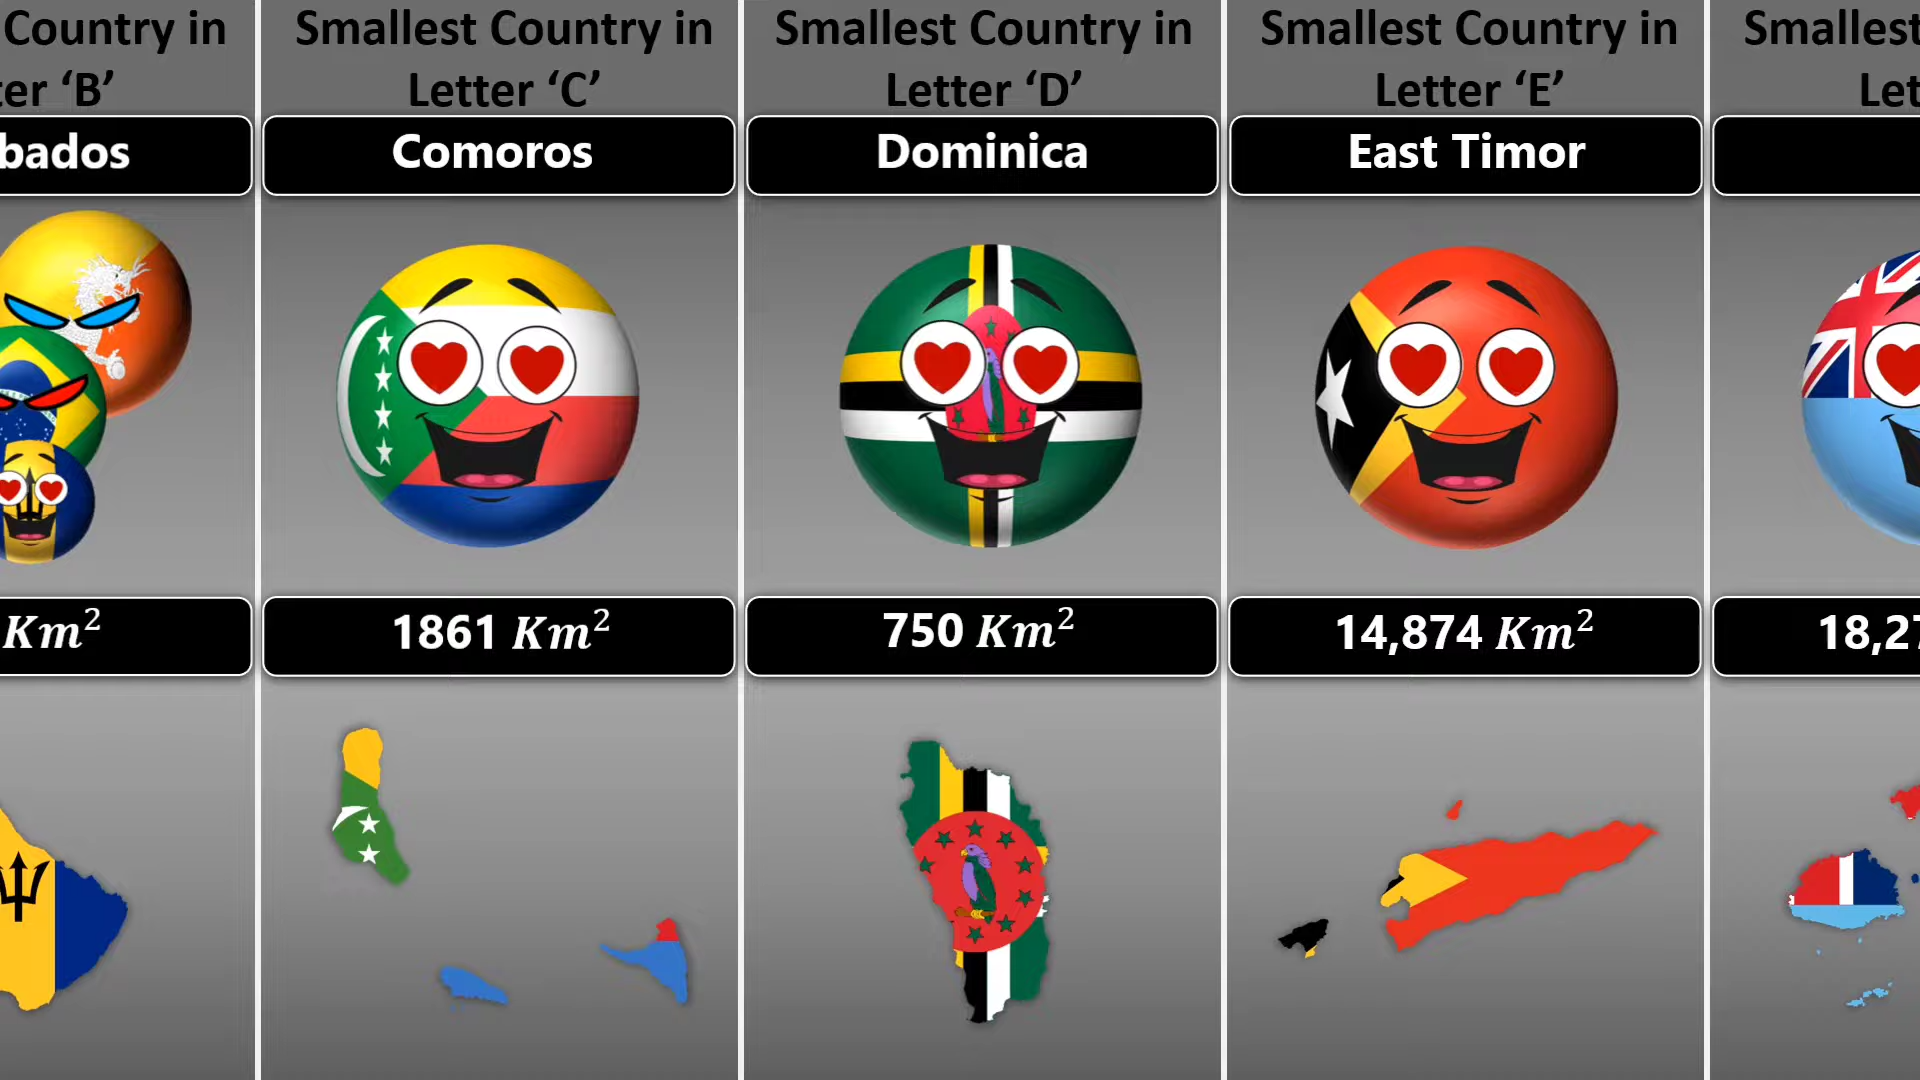 Country in
ter ‘B’
bados
Km²
Smallest Country in
Letter ‘C’
Comoros
1861 Km²
Smallest Country in
Letter ‘D’
Dominica
750 Km²
Smallest Country in
Letter ‘E’
East Timor
14,874 Km²
Smallest
Let
18,27